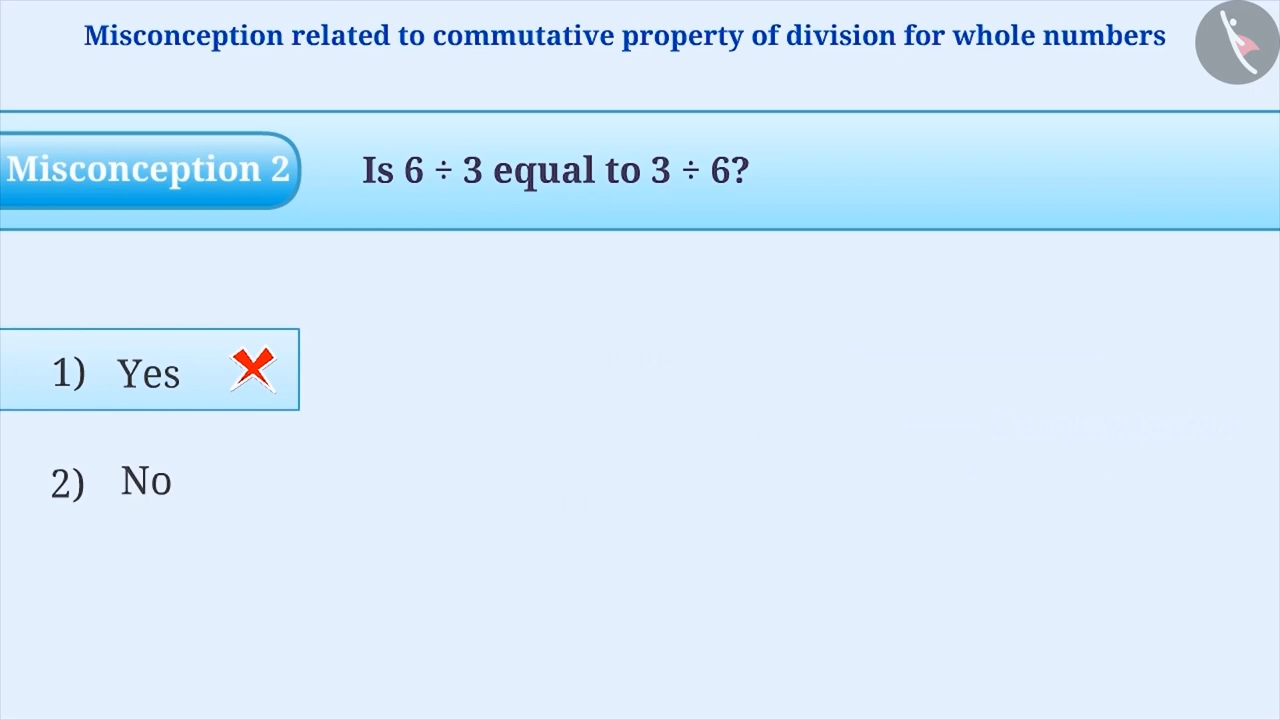 Misconception related to commutative property of division for whole numbers
Misconception 2
Is 6 ÷ 3 equal to 3 ÷ 6?
1) Yes
2) No